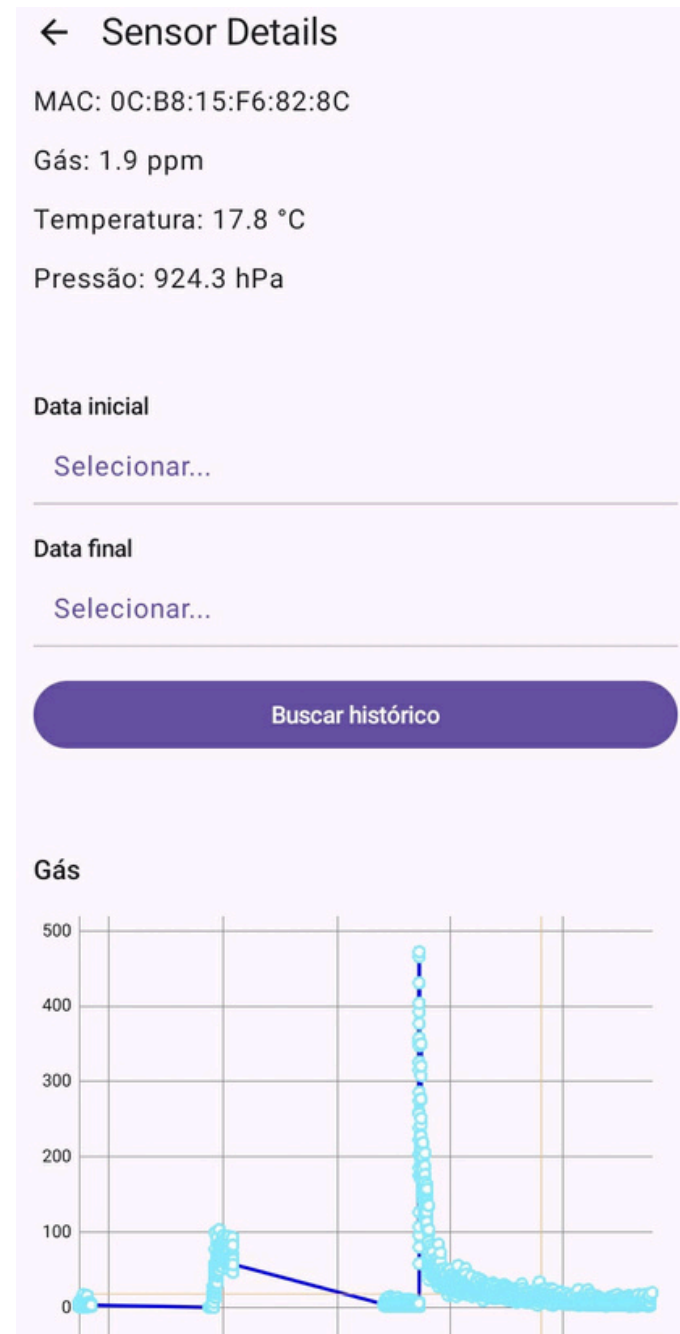 ← Sensor Details
MAC: 0C:B8:15:F6:82:8C
Gás: 1.9 ppm
Temperatura: 17.8 °C
Pressão: 924.3 hPa
Data inicial
Selecionar...
Data final
Selecionar...
Buscar histórico
Gás
500
400
300
200
100
0